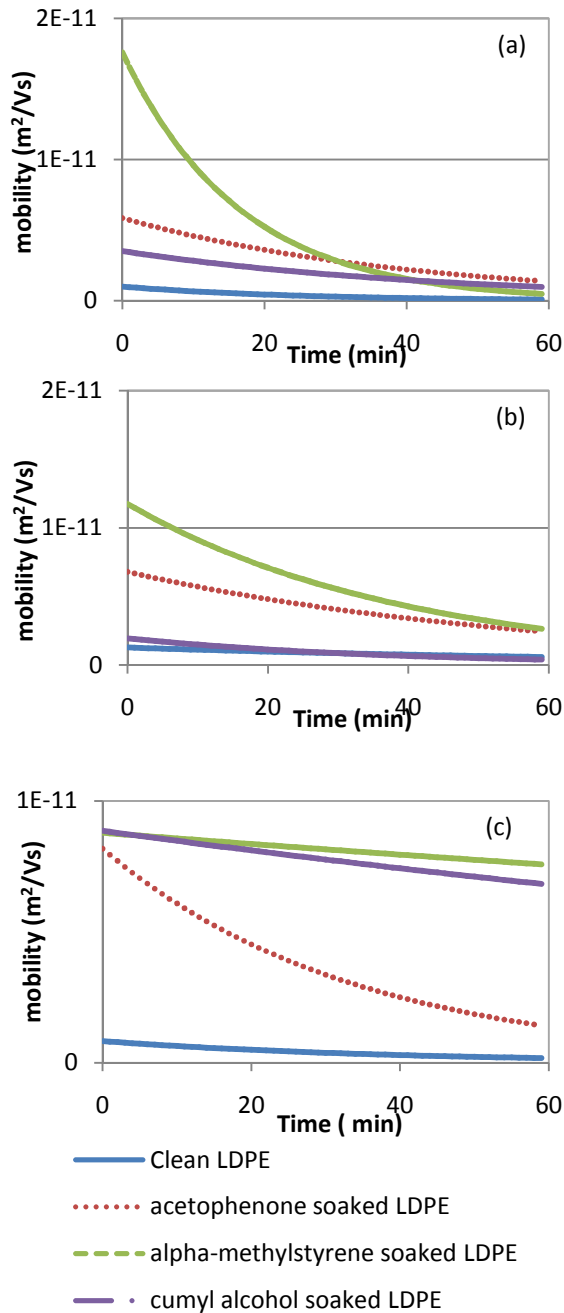 2E-11
(a)
mobility (m²/Vs)
1E-11
0
0 20 40 60
Time (min)
2E-11
(b)
mobility (m²/Vs)
1E-11
0
0 20 40 60
Time (min)
1E-11
(c)
mobility (m²/Vs)
0
0 20 40 60
Time ( min)
Clean LDPE
acetophenone soaked LDPE
alpha-methylstyrene soaked LDPE
cumyl alcohol soaked LDPE